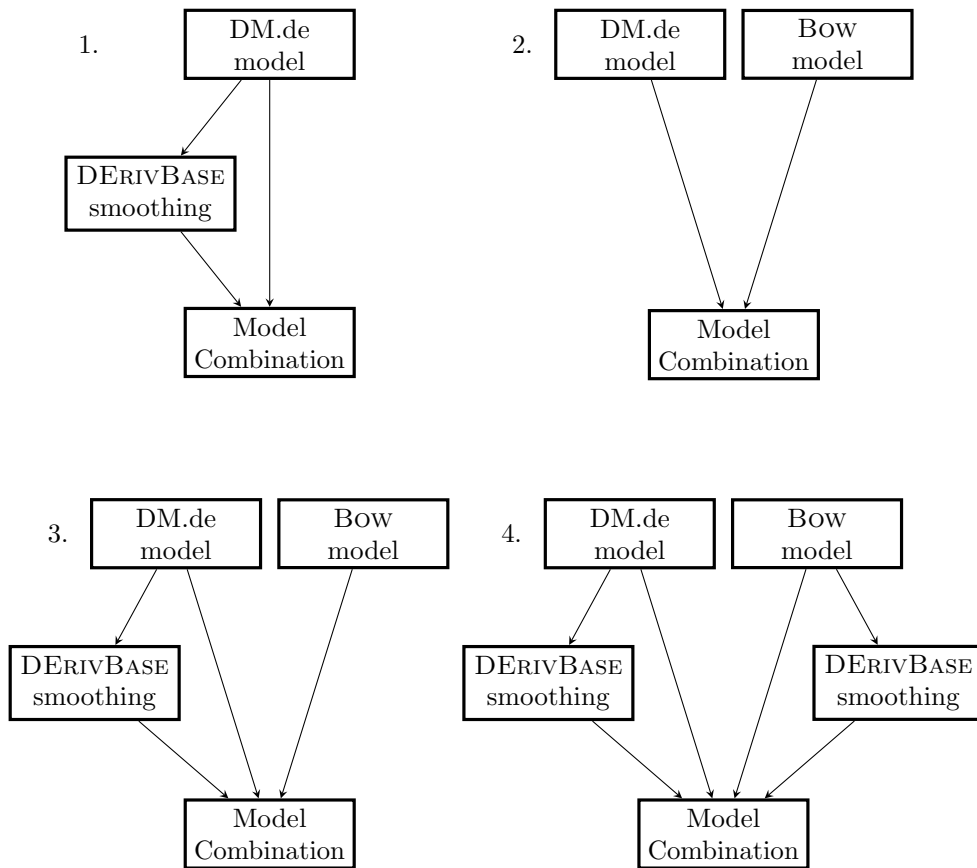 1.
DM.de
model
DERIVBASE
smoothing
Model
Combination
2.
DM.de
model
BOW
model
Model
Combination
3.
DM.de
model
BOW
model
DERIVBASE
smoothing
Model
Combination
4.
DM.de
model
BOW
model
DERIVBASE
smoothing
DERIVBASE
smoothing
Model
Combination